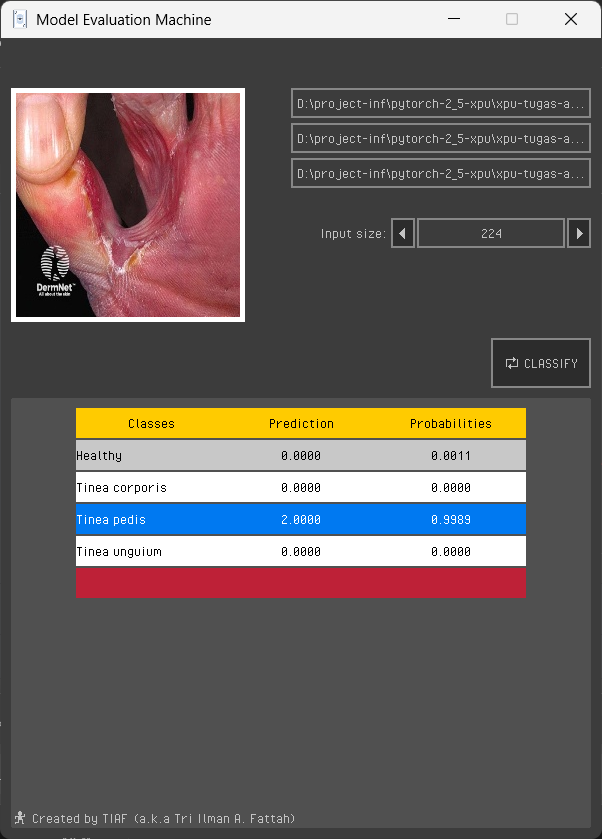 Model Evaluation Machine
D:\project-inf\pytorch-2_5-xpu\xpu-tugas-a...
D:\project-inf\pytorch-2_5-xpu\xpu-tugas-a...
D:\project-inf\pytorch-2_5-xpu\xpu-tugas-a...
Input size: 224
DermNet™
All about the skin
CLASSIFY
Classes Prediction Probabilities
Healthy 0.0000 0.0011
Tinea corporis 0.0000 0.0000
Tinea pedis 2.0000 0.9989
Tinea unguium 0.0000 0.0000
Created by TIAF (a.k.a Tri Ilman A. Fattah)